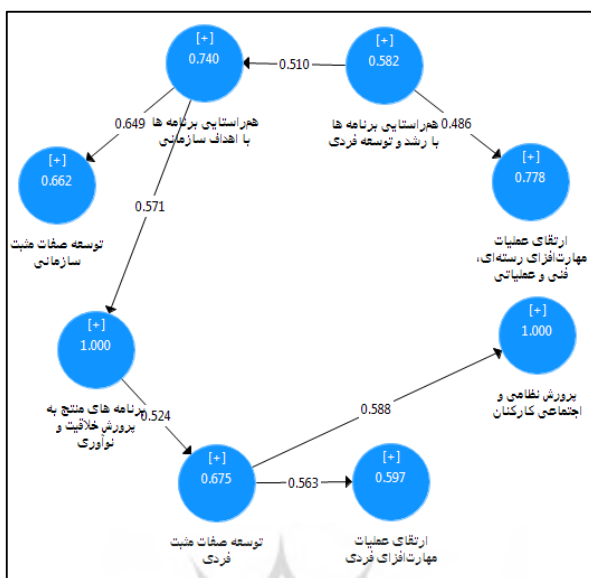 [+]
0.740
0.510
[+]
0.582
هم‌راستایی برنامه ها
با اهداف سازمانی
هم‌راستایی برنامه ها
با رشد و توسعه فردی
0.649
0.486
[+]
0.662
[+]
0.778
0.571
توسعه صفات مثبت
سازمانی
ارتقای عملیات
مهارت‌افزای رسته‌ای،
فنی و عملیاتی
[+]
1.000
[+]
1.000
برنامه های منتج به
پرورش خلاقیت و
نوآوری
0.524
0.588
پرورش نظامی و
اجتماعی کارکنان
[+]
0.675
0.563
[+]
0.597
توسعه صفات مثبت
فردی
ارتقای عملیات
مهارت‌افزای فردی